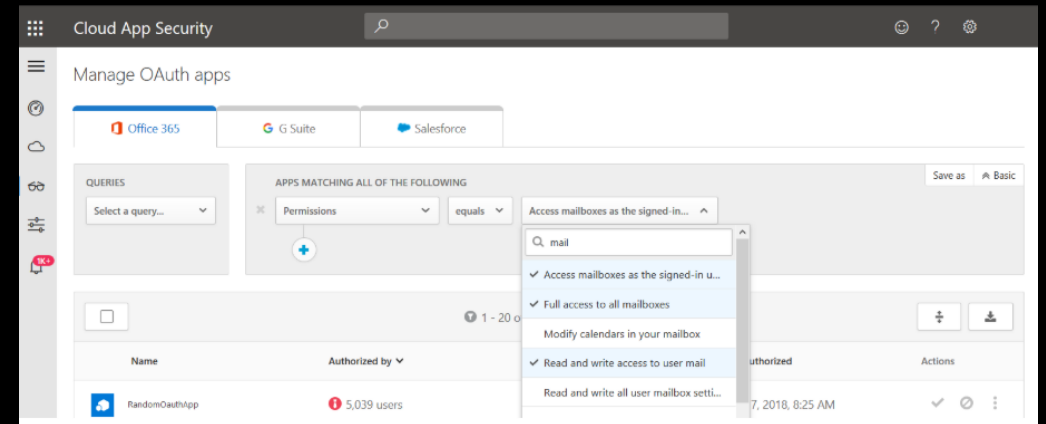 Cloud App Security
Manage OAuth apps
Office 365
G Suite
Salesforce
QUERIES
Select a query...
APPS MATCHING ALL OF THE FOLLOWING
Save as
Basic
Permissions
equals
Access mailboxes as the signed-in...
1K+
mail
Access mailboxes as the signed-in u...
Full access to all mailboxes
Modify calendars in your mailbox
Read and write access to user mail
Read and write all user mailbox setti...
1 - 20 o
Name
Authorized by
uthorized
Actions
RandomOauthApp
5,039 users
7, 2018, 8:25 AM